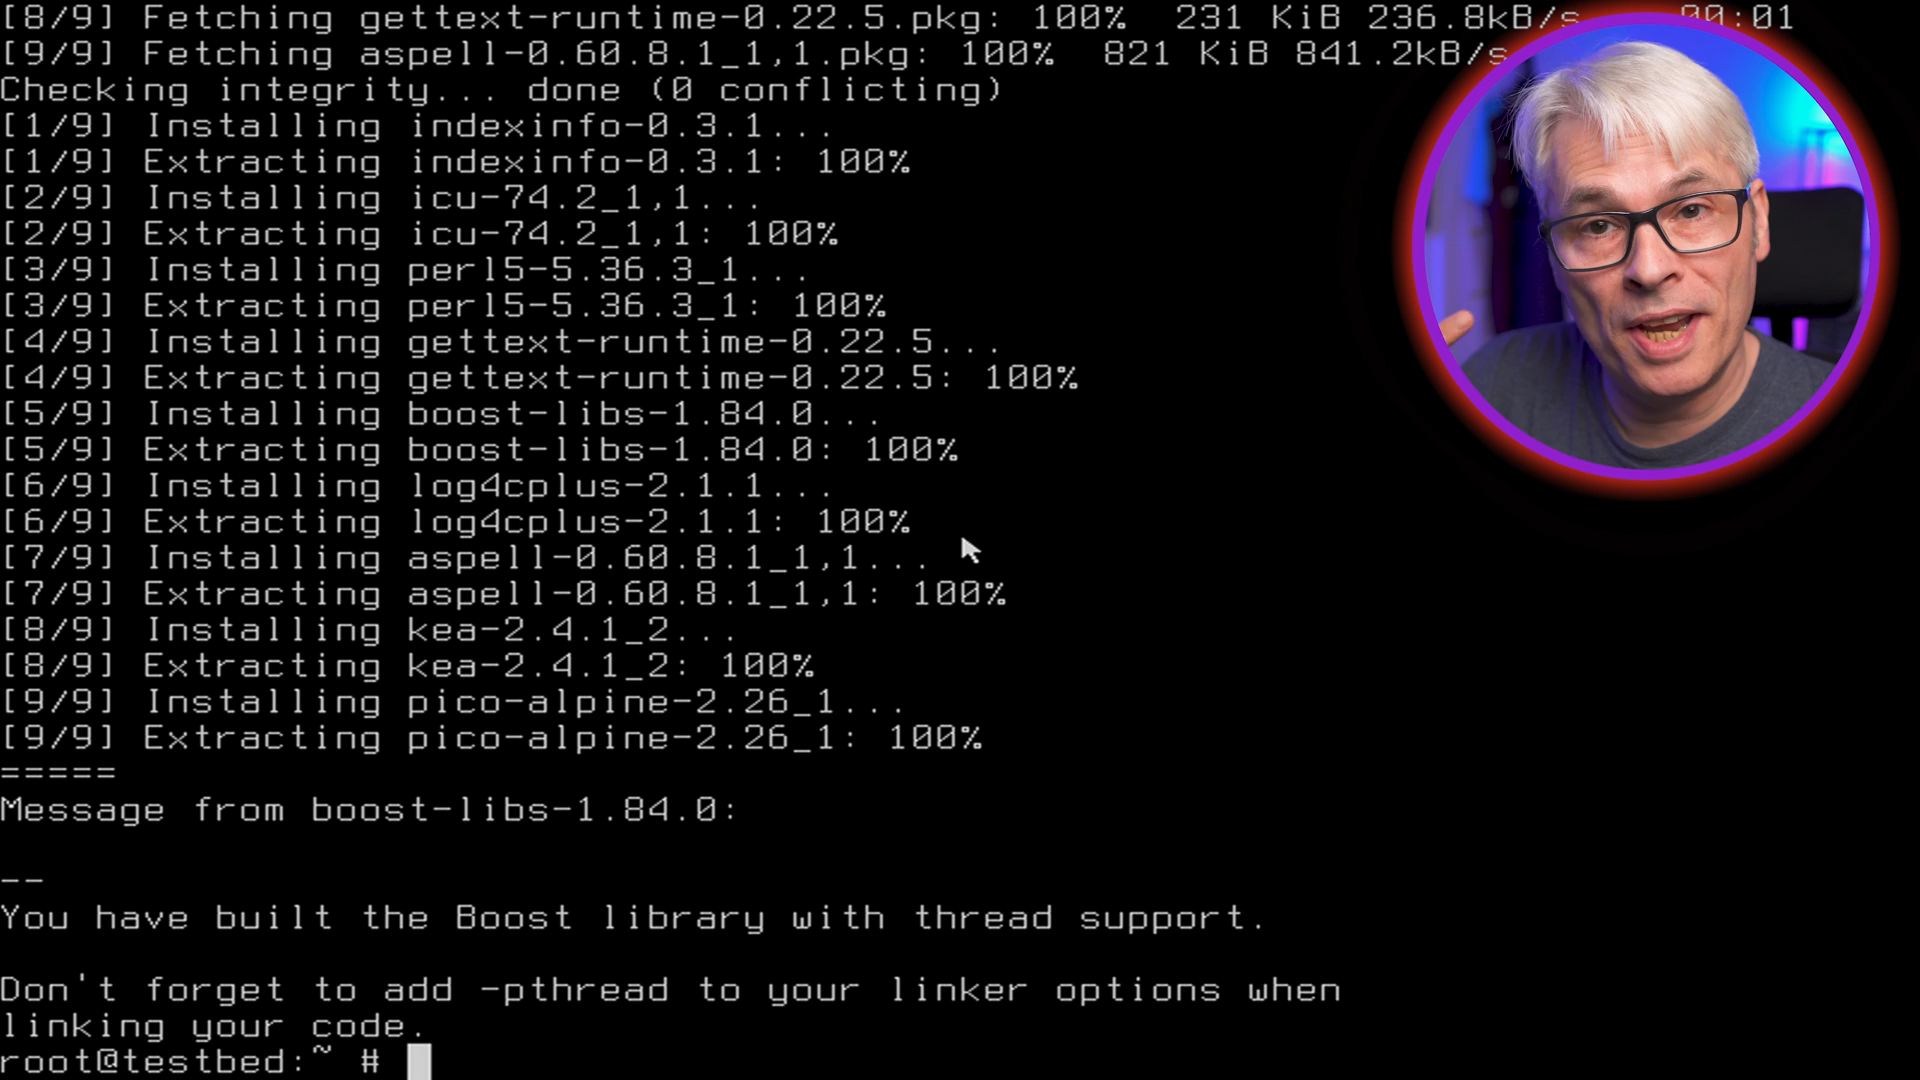 [8/9] Fetching gettext-runtime-0.22.5.pkg: 100%  231 KiB 236.8kB/s    00:01
[9/9] Fetching aspell-0.60.8.1_1,1.pkg: 100%  821 KiB 841.2kB/s
Checking integrity... done (0 conflicting)
[1/9] Installing indexinfo-0.3.1...
[1/9] Extracting indexinfo-0.3.1: 100%
[2/9] Installing icu-74.2_1,1...
[2/9] Extracting icu-74.2_1,1: 100%
[3/9] Installing perl5-5.36.3_1...
[3/9] Extracting perl5-5.36.3_1: 100%
[4/9] Installing gettext-runtime-0.22.5...
[4/9] Extracting gettext-runtime-0.22.5: 100%
[5/9] Installing boost-libs-1.84.0...
[5/9] Extracting boost-libs-1.84.0: 100%
[6/9] Installing log4cplus-2.1.1...
[6/9] Extracting log4cplus-2.1.1: 100%
[7/9] Installing aspell-0.60.8.1_1,1...
[7/9] Extracting aspell-0.60.8.1_1,1: 100%
[8/9] Installing kea-2.4.1_2...
[8/9] Extracting kea-2.4.1_2: 100%
[9/9] Installing pico-alpine-2.26_1...
[9/9] Extracting pico-alpine-2.26_1: 100%
=====
Message from boost-libs-1.84.0:
--
You have built the Boost library with thread support.
Don't forget to add -pthread to your linker options when
linking your code.
root@testbed:~ #